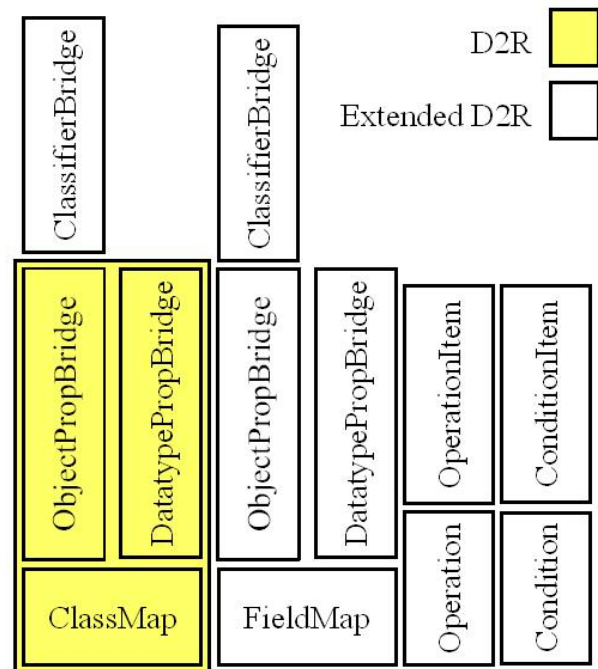 D2R
Extended D2R
ClassifierBridge
ClassifierBridge
ObjectPropBridge
DatatypePropBridge
ObjectPropBridge
DatatypePropBridge
OperationItem
ConditionItem
ClassMap
FieldMap
Operation
Condition